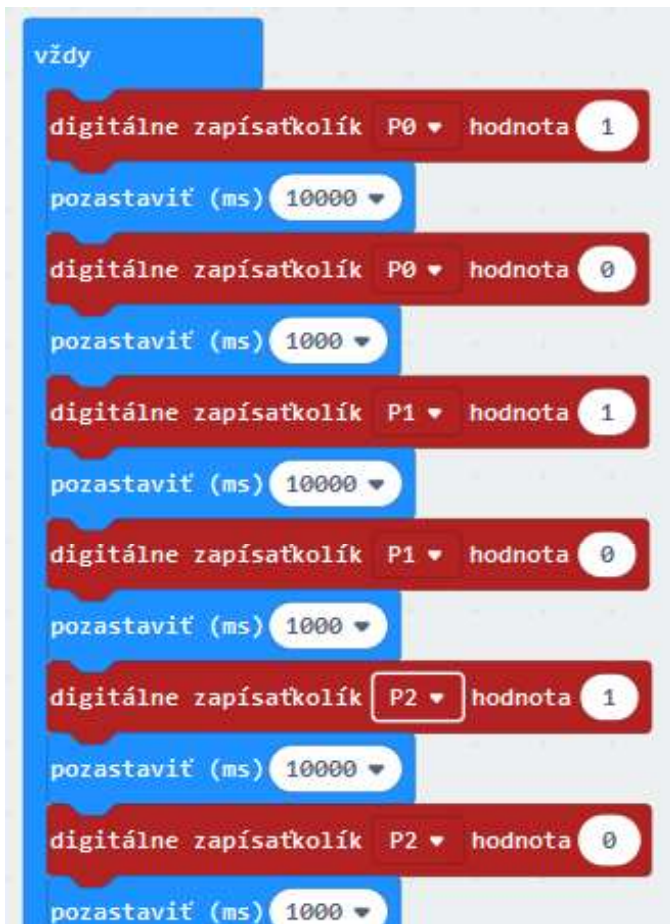 vždy
digitálne zapísaťkolík P0 hodnota 1
pozastaviť (ms) 10000
digitálne zapísaťkolík P0 hodnota 0
pozastaviť (ms) 1000
digitálne zapísaťkolík P1 hodnota 1
pozastaviť (ms) 10000
digitálne zapísaťkolík P1 hodnota 0
pozastaviť (ms) 1000
digitálne zapísaťkolík P2 hodnota 1
pozastaviť (ms) 10000
digitálne zapísaťkolík P2 hodnota 0
pozastaviť (ms) 1000